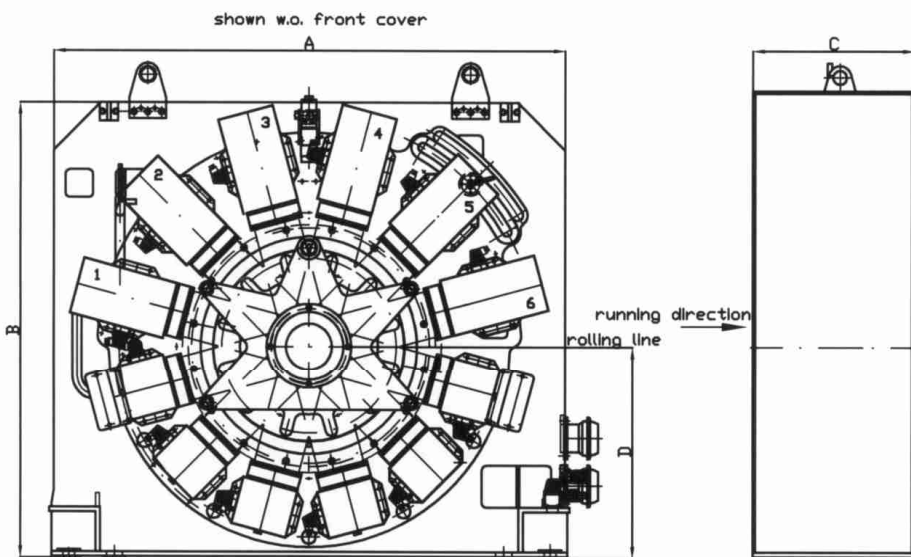 shown w.o. front cover
A
C
3
4
2
5
1
6
B
running direction
rolling line
D